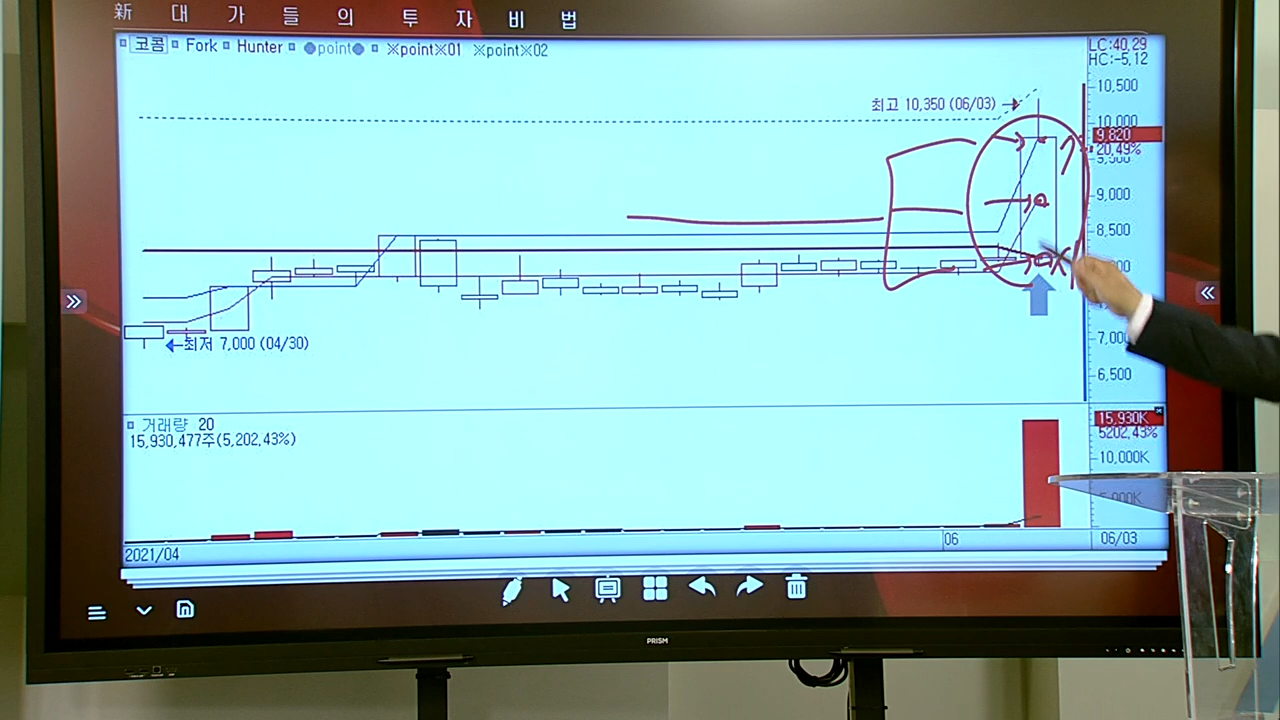 新 대 가 들 의 투 자 비 법
코콤 Fork Hunter point ※point※01 ※point※02
LC:40,29
HC:-5,12
10,500
최고 10,350 (06/03)
10,000
9,820
20,49%
9,500
9,000
8,500
최저 7,000 (04/30)
7,000
6,500
거래량 20
15,930,477주(5,202,43%)
15,930K
5202,43%
10,000K
2021/04
06
06/03
PRISM